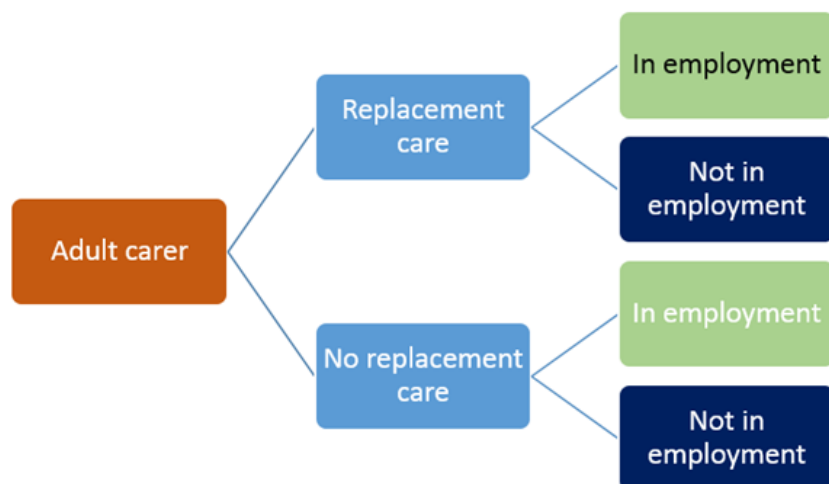 In employment
Replacement
care
Not in
employment
Adult carer
In employment
No replacement
care
Not in
employment